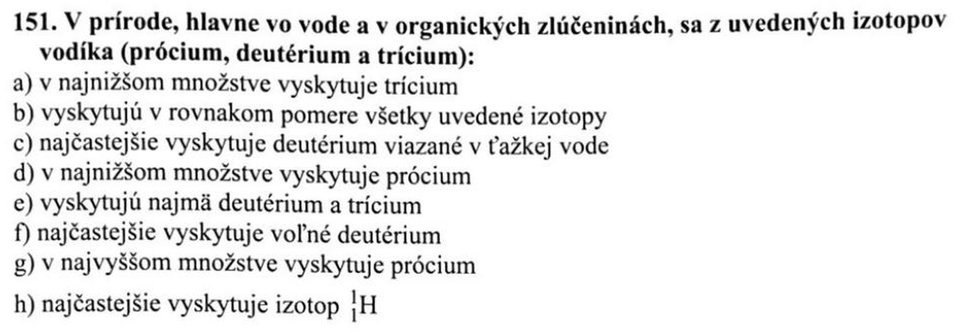 151. V prírode, hlavne vo vode a v organických zlúčeninách, sa z uvedených izotopov
vodíka (prócium, deutérium a trícium):
a) v najnižšom množstve vyskytuje trícium
b) vyskytujú v rovnakom pomere všetky uvedené izotopy
c) najčastejšie vyskytuje deutérium viazané v ťažkej vode
d) v najnižšom množstve vyskytuje prócium
e) vyskytujú najmä deutérium a trícium
f) najčastejšie vyskytuje voľné deutérium
g) v najvyššom množstve vyskytuje prócium
h) najčastejšie vyskytuje izotop ¹₁H